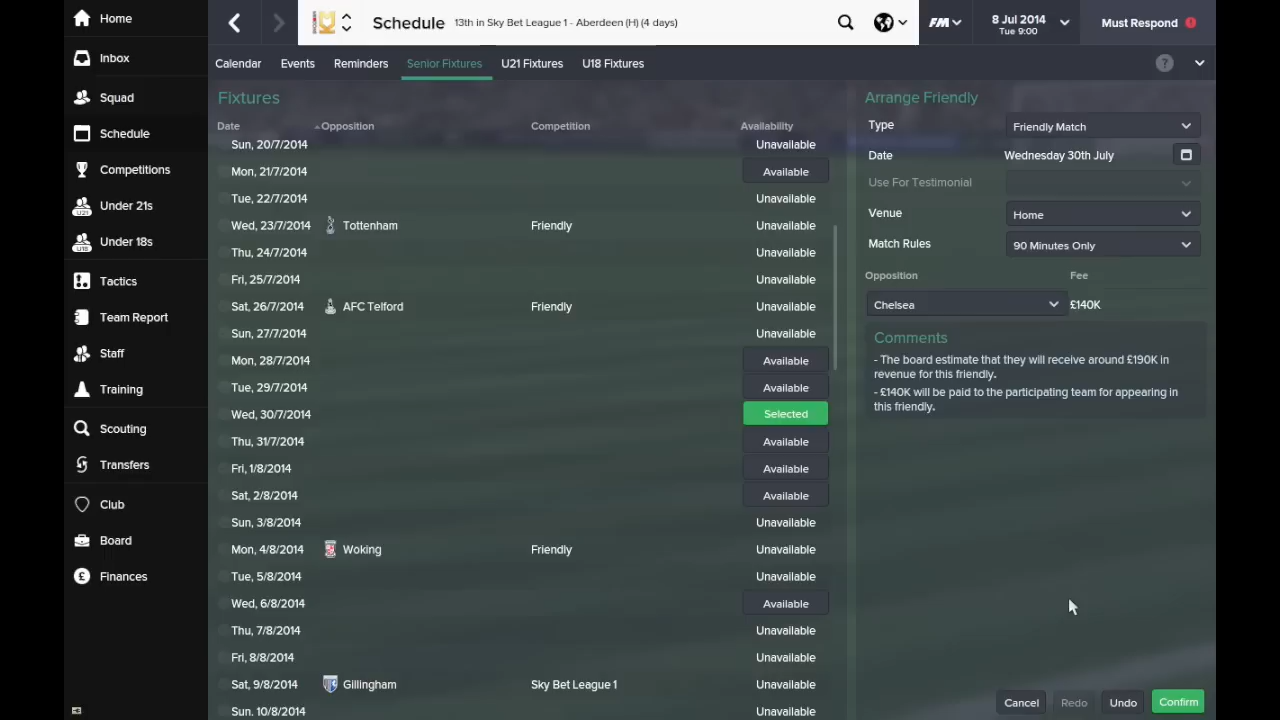 Home
Inbox
Squad
Schedule
Competitions
Under 21s
Under 18s
Tactics
Team Report
Staff
Training
Scouting
Transfers
Club
Board
Finances
Schedule 13th in Sky Bet League 1 - Aberdeen (H) (4 days)
FM
8 Jul 2014
Tue 9:00
Must Respond
Calendar Events Reminders Senior Fixtures U21 Fixtures U18 Fixtures
Fixtures
Date Opposition Competition Availability
Sun, 20/7/2014 Unavailable
Mon, 21/7/2014 Available
Tue, 22/7/2014 Unavailable
Wed, 23/7/2014 Tottenham Friendly Unavailable
Thu, 24/7/2014 Unavailable
Fri, 25/7/2014 Unavailable
Sat, 26/7/2014 AFC Telford Friendly Unavailable
Sun, 27/7/2014 Unavailable
Mon, 28/7/2014 Available
Tue, 29/7/2014 Available
Wed, 30/7/2014 Selected
Thu, 31/7/2014 Available
Fri, 1/8/2014 Available
Sat, 2/8/2014 Available
Sun, 3/8/2014 Unavailable
Mon, 4/8/2014 Woking Friendly Unavailable
Tue, 5/8/2014 Unavailable
Wed, 6/8/2014 Available
Thu, 7/8/2014 Unavailable
Fri, 8/8/2014 Unavailable
Sat, 9/8/2014 Gillingham Sky Bet League 1 Unavailable
Sun, 10/8/2014 Unavailable
Arrange Friendly
Type Friendly Match
Date Wednesday 30th July
Use For Testimonial
Venue Home
Match Rules 90 Minutes Only
Opposition Fee
Chelsea £140K
Comments
- The board estimate that they will receive around £190K in
revenue for this friendly.
- £140K will be paid to the participating team for appearing in
this friendly.
Cancel Redo Undo Confirm